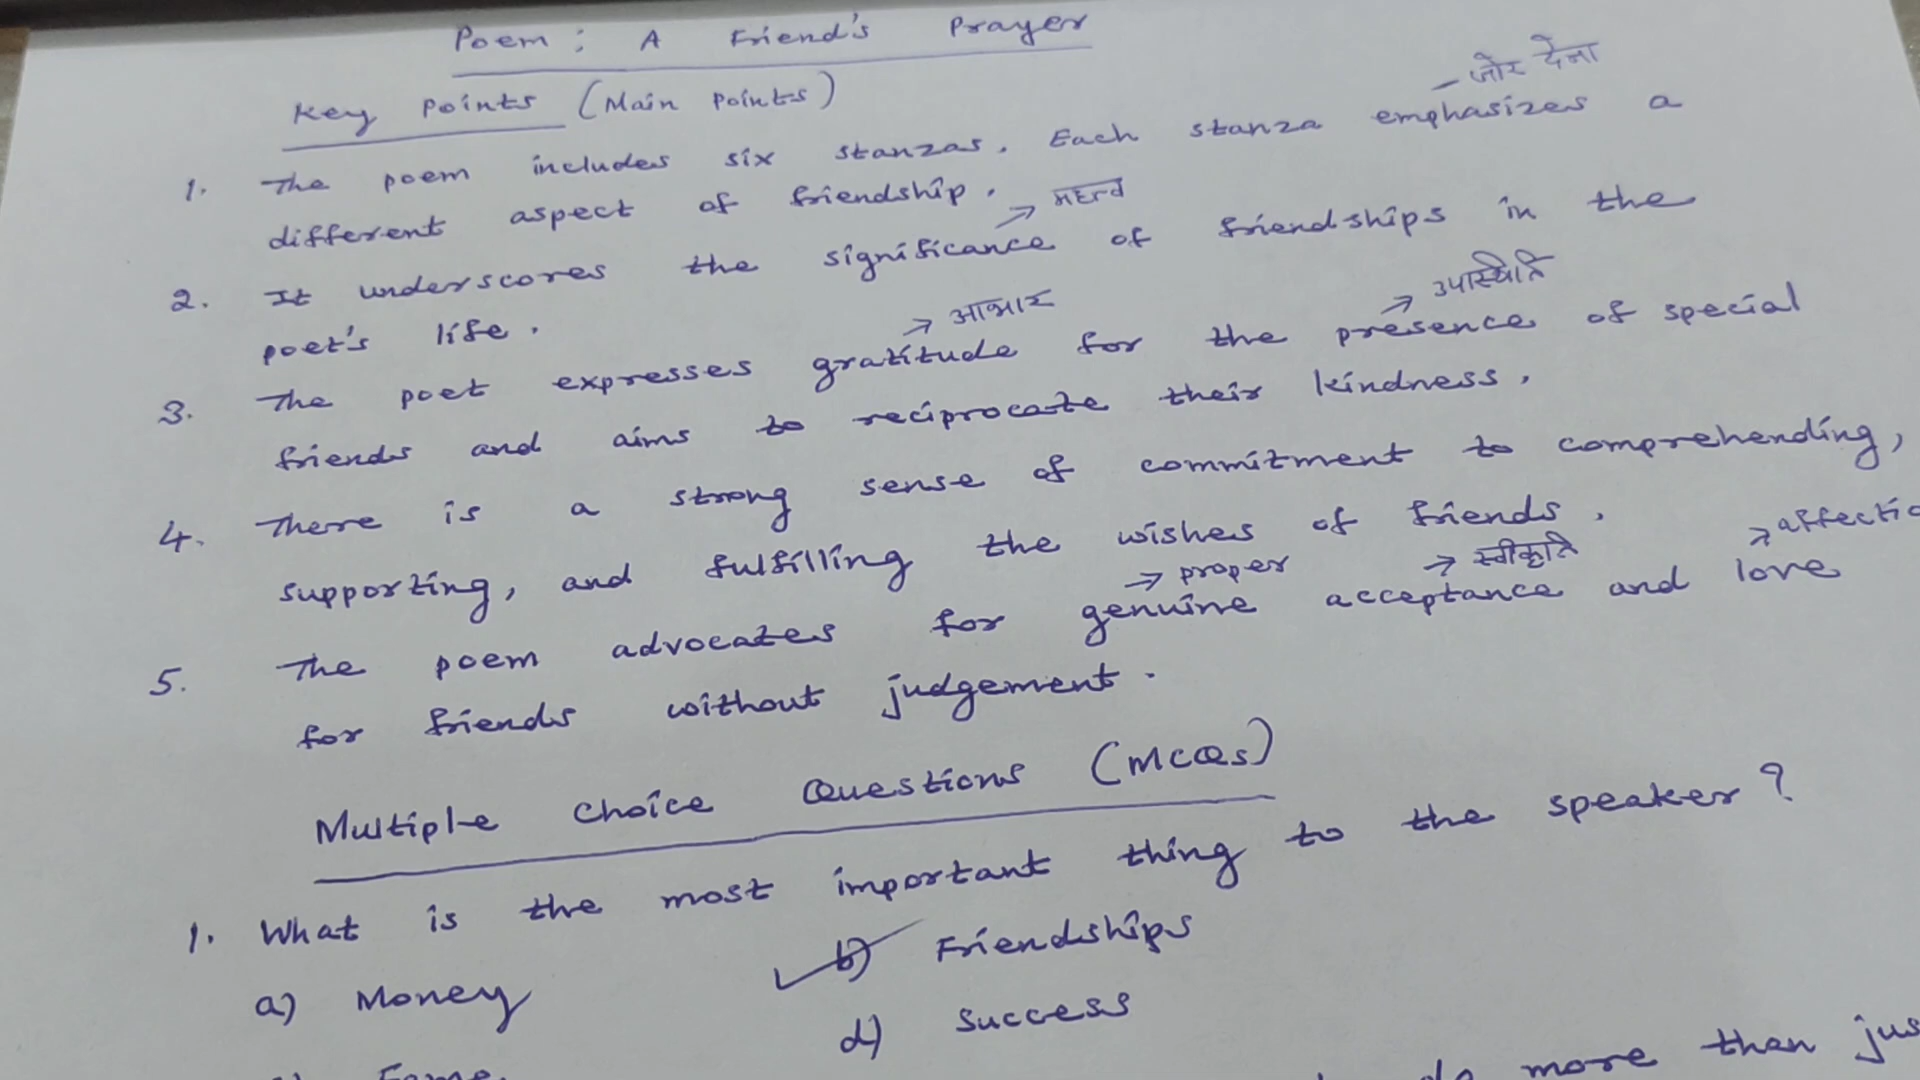 Poem : A Friend's Prayer
Key points (Main points)
- जोर देना
1. The poem includes six stanzas. Each stanza emphasizes a
different aspect of friendship.
→ महत्व
2. It underscores the significance of friendships in the
→ उपस्थिति
poet's life.
→ आभार
3. The poet expresses gratitude for the presence of special
friends and aims to reciprocate their kindness.
4. There is a strong sense of commitment to comprehending,
supporting, and fulfilling the wishes of friends.
→ proper → स्वीकृति → affectio
5. The poem advocates for genuine acceptance and love
for friends without judgement.
Multiple Choice Questions (MCQs)
1. What is the most important thing to the speaker?
a) Money b) Friendships
d) Success
Fame
more than jus